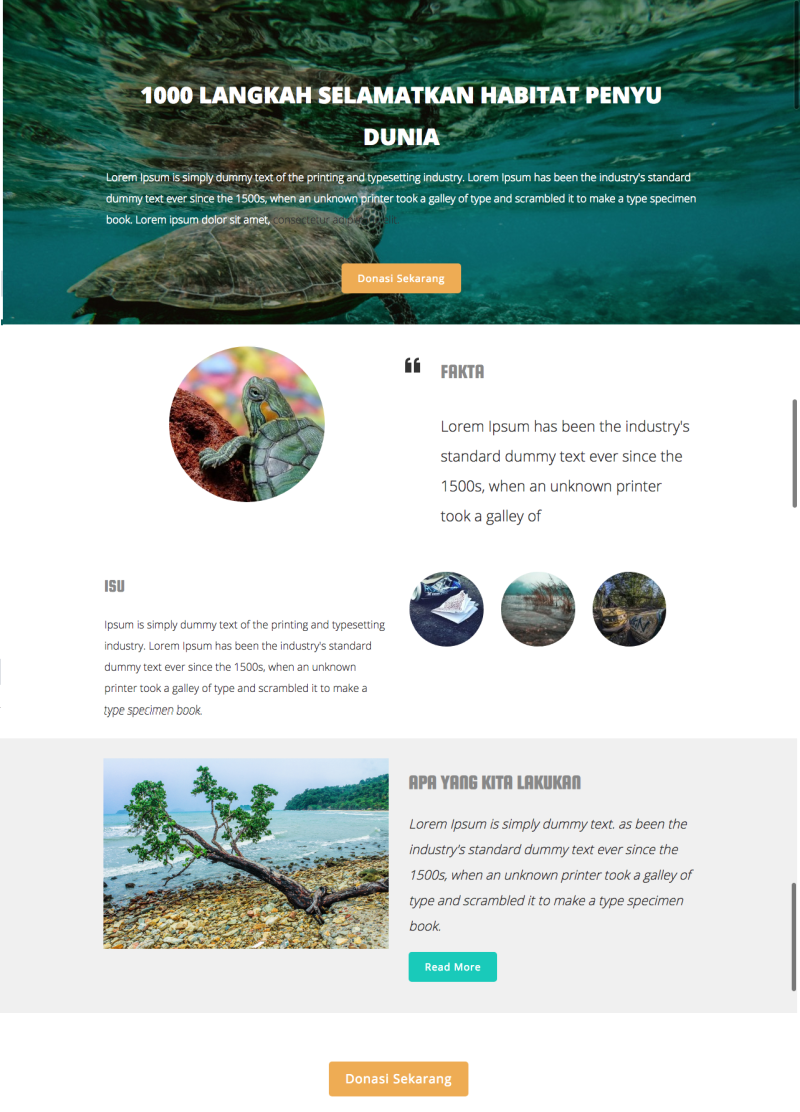 1000 LANGKAH SELAMATKAN HABITAT PENYU
DUNIA
Lorem Ipsum is simply dummy text of the printing and typesetting industry. Lorem Ipsum has been the industry's standard
dummy text ever since the 1500s, when an unknown printer took a galley of type and scrambled it to make a type specimen
book. Lorem ipsum dolor sit amet, consectetur
Donasi Sekarang
“ FAKTA
Lorem Ipsum has been the industry's
standard dummy text ever since the
1500s, when an unknown printer
took a galley of
ISU
Ipsum is simply dummy text of the printing and typesetting
industry. Lorem Ipsum has been the industry's standard
dummy text ever since the 1500s, when an unknown
printer took a galley of type and scrambled it to make a
type specimen book.
APA YANG KITA LAKUKAN
Lorem Ipsum is simply dummy text. as been the
industry's standard dummy text ever since the
1500s, when an unknown printer took a galley of
type and scrambled it to make a type specimen
book.
Read More
Donasi Sekarang